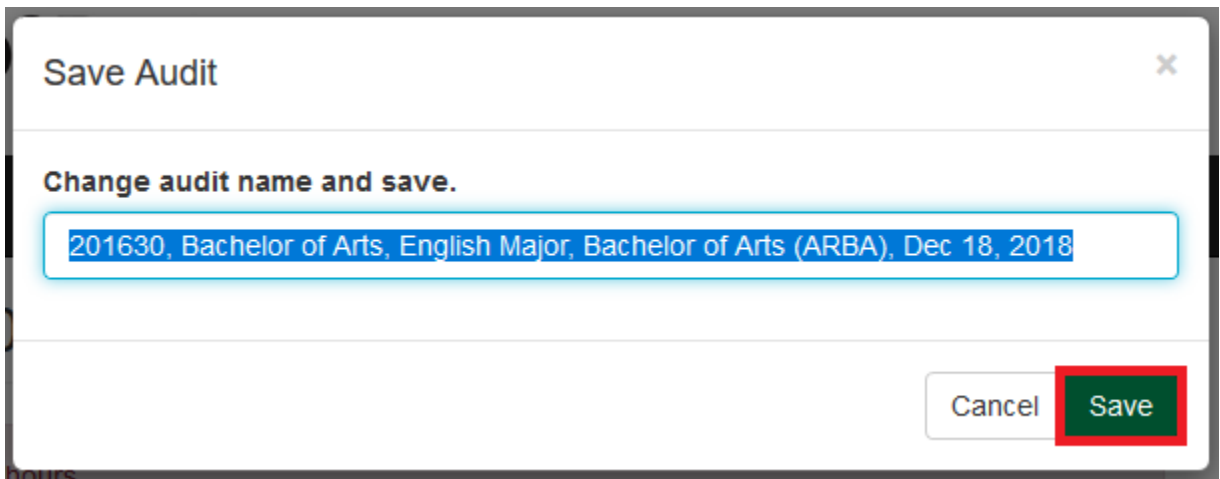 Save Audit
×
Change audit name and save.
201630, Bachelor of Arts, English Major, Bachelor of Arts (ARBA), Dec 18, 2018
Cancel Save
hours